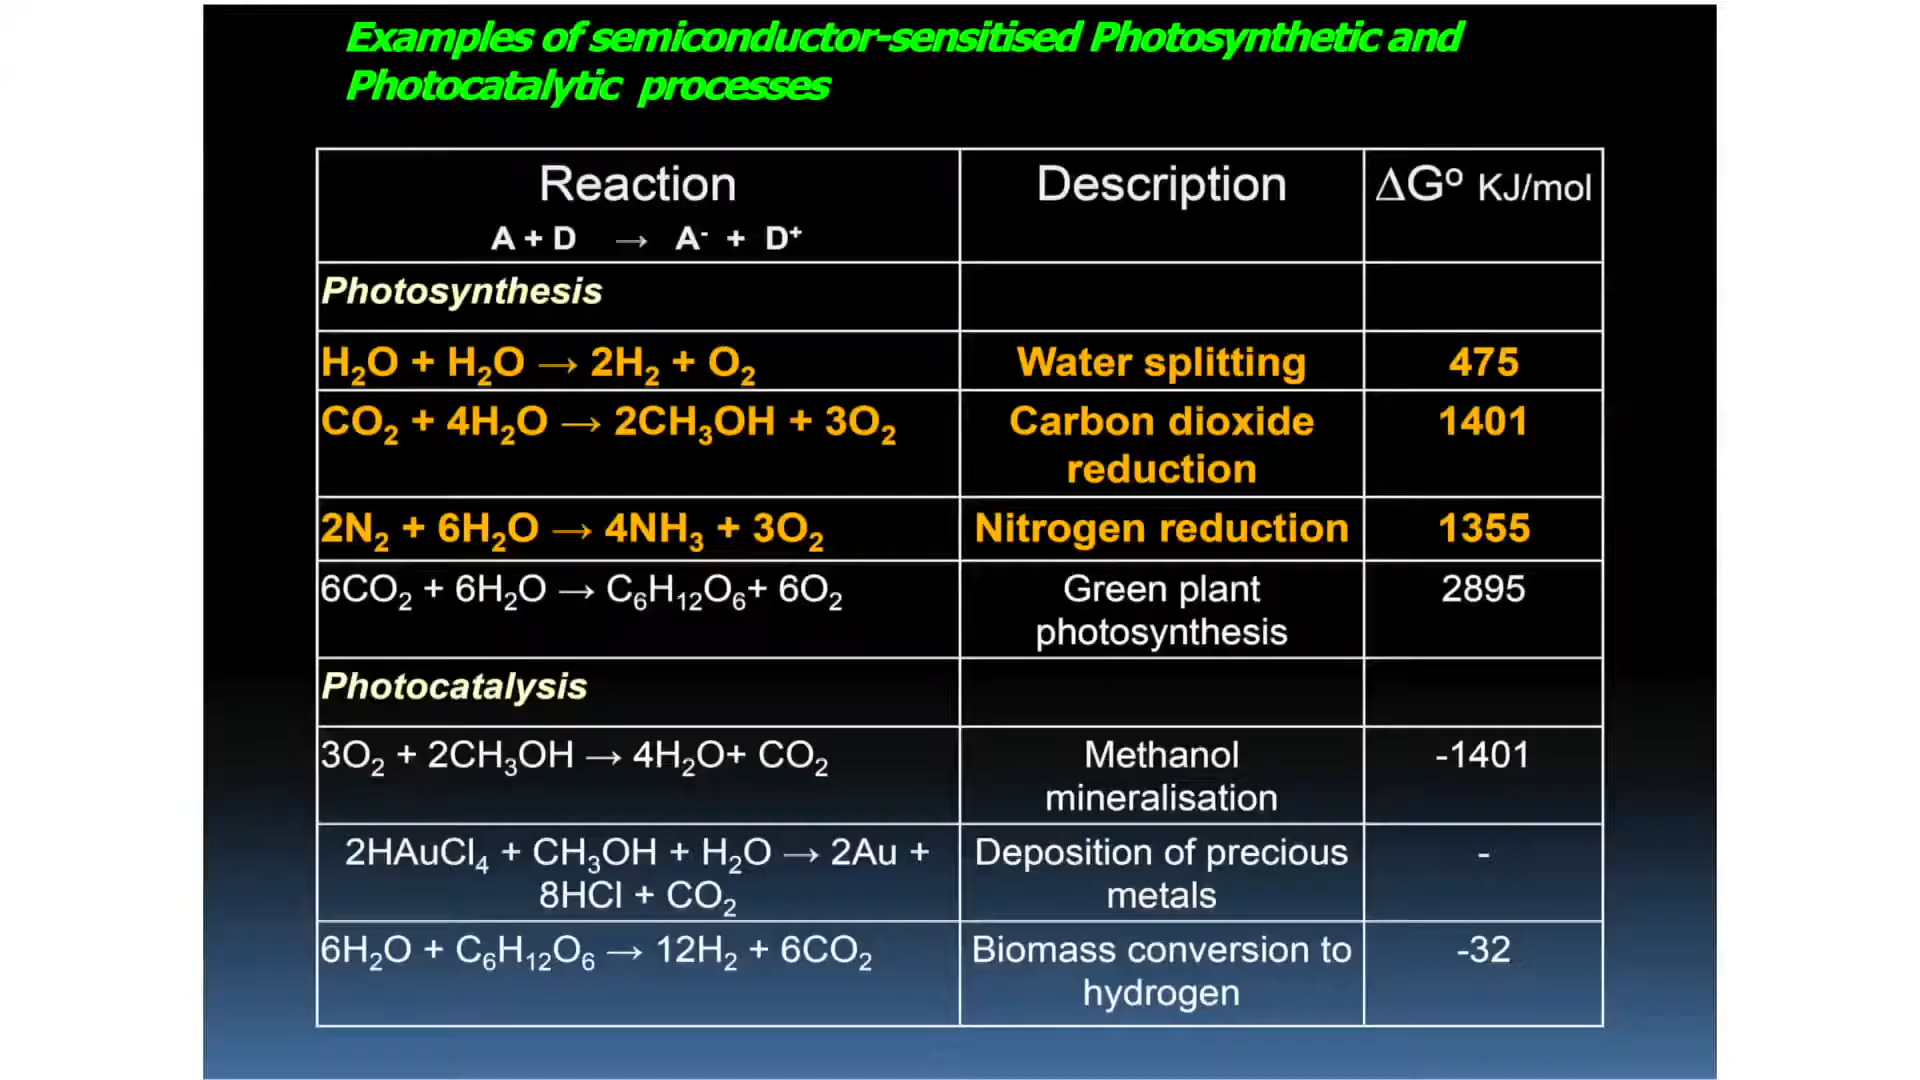 Examples of semiconductor-sensitised Photosynthetic and
Photocatalytic processes
Reaction
A + D → A⁻ + D⁺
Description
ΔGº KJ/mol
Photosynthesis
H₂O + H₂O → 2H₂ + O₂
Water splitting
475
CO₂ + 4H₂O → 2CH₃OH + 3O₂
Carbon dioxide
reduction
1401
2N₂ + 6H₂O → 4NH₃ + 3O₂
Nitrogen reduction
1355
6CO₂ + 6H₂O → C₆H₁₂O₆+ 6O₂
Green plant
photosynthesis
2895
Photocatalysis
3O₂ + 2CH₃OH → 4H₂O+ CO₂
Methanol
mineralisation
-1401
2HAuCl₄ + CH₃OH + H₂O → 2Au +
8HCl + CO₂
Deposition of precious
metals
-
6H₂O + C₆H₁₂O₆ → 12H₂ + 6CO₂
Biomass conversion to
hydrogen
-32